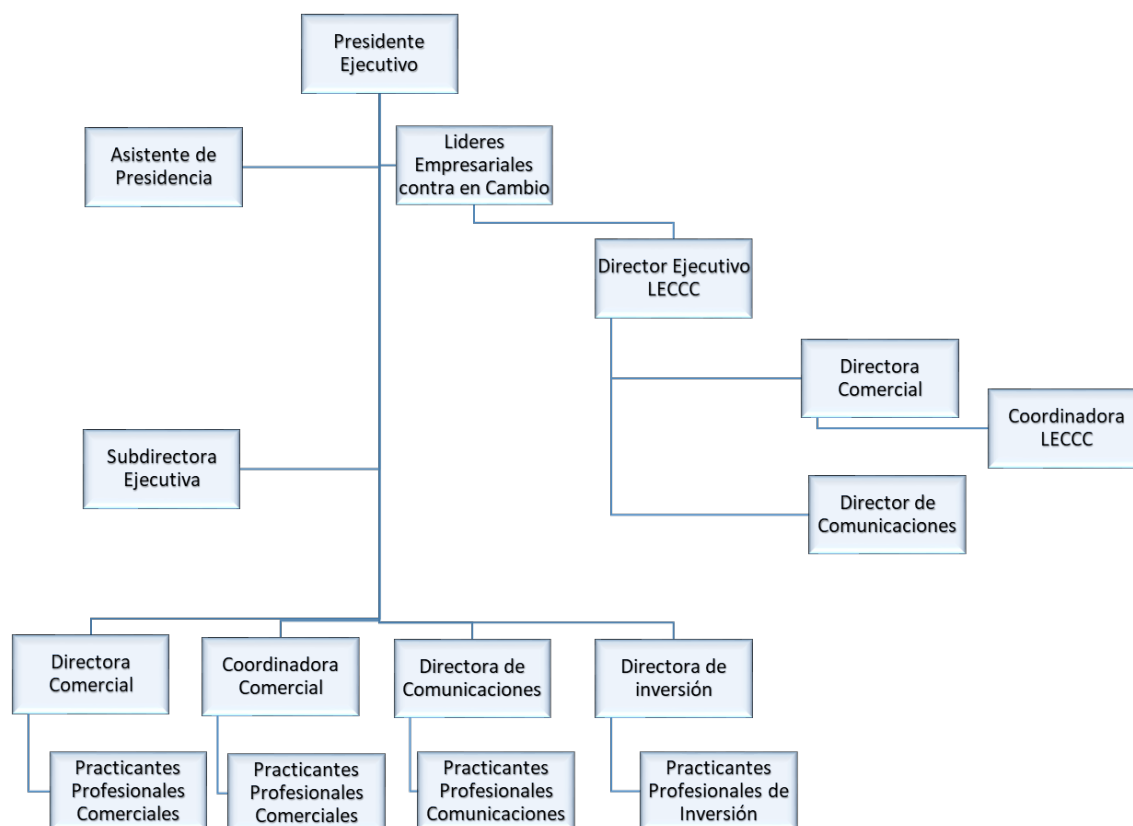 Presidente
Ejecutivo
Asistente de
Presidencia
Lideres
Empresariales
contra en Cambio
Director Ejecutivo
LECCC
Directora
Comercial
Coordinadora
LECCC
Subdirectora
Ejecutiva
Director de
Comunicaciones
Directora
Comercial
Coordinadora
Comercial
Directora de
Comunicaciones
Directora de
inversión
Practicantes
Profesionales
Comerciales
Practicantes
Profesionales
Comerciales
Practicantes
Profesionales
Comunicaciones
Practicantes
Profesionales de
Inversión